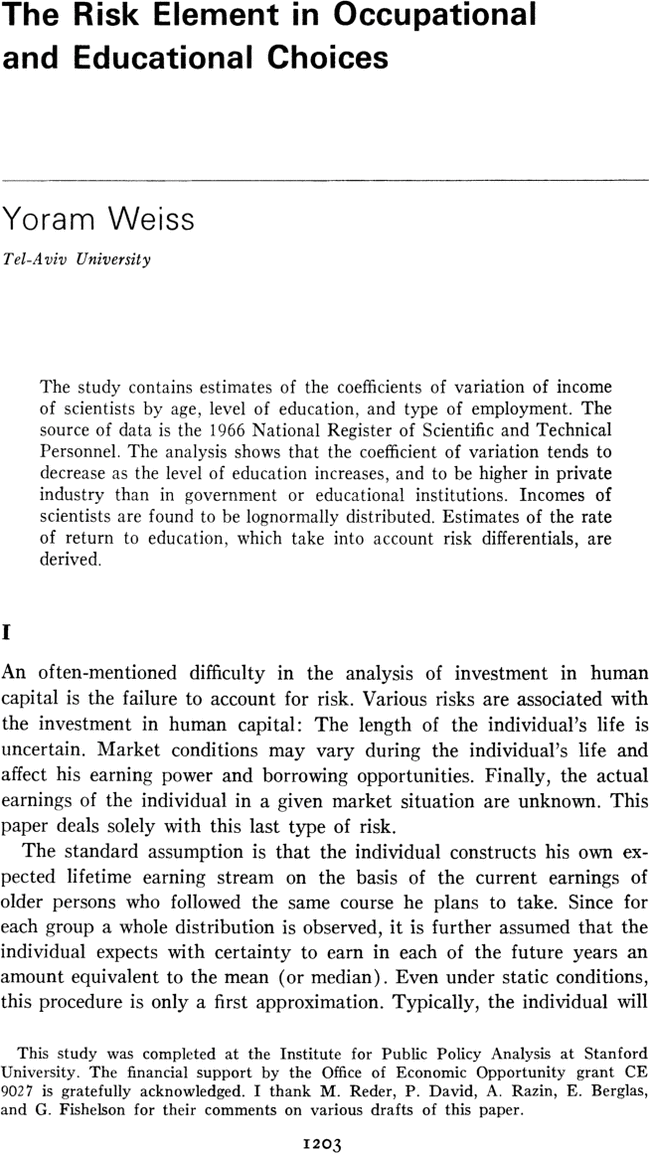 The Risk Element in Occupational
and Educational Choices
Yoram Weiss
Tel-Aviv University
The study contains estimates of the coefficients of variation of income
of scientists by age, level of education, and type of employment. The
source of data is the 1966 National Register of Scientific and Technical
Personnel. The analysis shows that the coefficient of variation tends to
decrease as the level of education increases, and to be higher in private
industry than in government or educational institutions. Incomes of
scientists are found to be lognormally distributed. Estimates of the rate
of return to education, which take into account risk differentials, are
derived.
I
An often-mentioned difficulty in the analysis of investment in human
capital is the failure to account for risk. Various risks are associated with
the investment in human capital: The length of the individual's life is
uncertain. Market conditions may vary during the individual's life and
affect his earning power and borrowing opportunities. Finally, the actual
earnings of the individual in a given market situation are unknown. This
paper deals solely with this last type of risk.
The standard assumption is that the individual constructs his own ex-
pected lifetime earning stream on the basis of the current earnings of
older persons who followed the same course he plans to take. Since for
each group a whole distribution is observed, it is further assumed that the
individual expects with certainty to earn in each of the future years an
amount equivalent to the mean (or median). Even under static conditions,
this procedure is only a first approximation. Typically, the individual will
This study was completed at the Institute for Public Policy Analysis at Stanford
University. The financial support by the Office of Economic Opportunity grant CE
9027 is gratefully acknowledged. I thank M. Reder, P. David, A. Razin, E. Berglas,
and G. Fishelson for their comments on various drafts of this paper.
1203